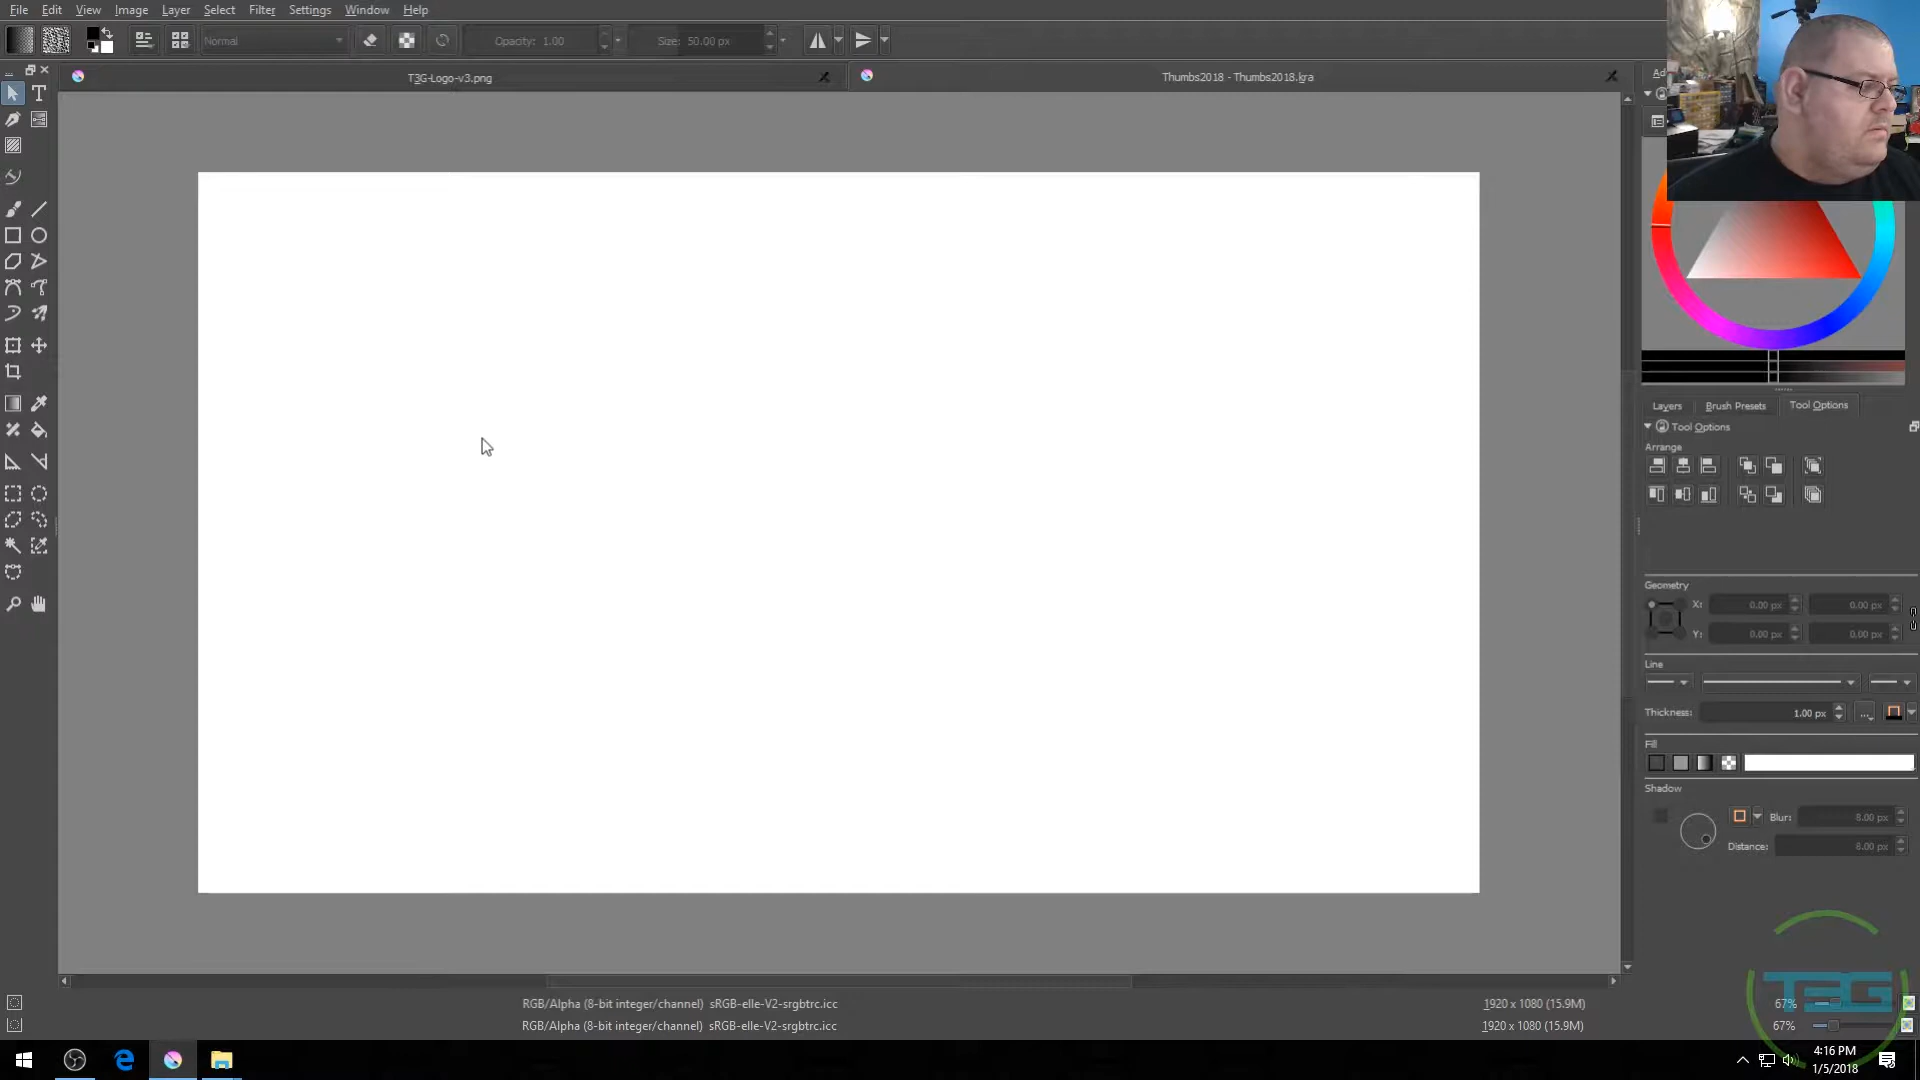 File Edit View Image Layer Select Filter Settings Window Help
Normal Opacity: 1.00 Size: 50.00 px
T3G-Logo-v3.png Thumbs2018 - Thumbs2018.kra
Layers Brush Presets Tool Options
Tool Options
Arrange
Geometry
X: 0.00 px 0.00 px
Y: 0.00 px 0.00 px
Line
Thickness: 1.00 px ...
Fill
Shadow
Blur: 8.00 px
Distance: 8.00 px
T3G
RGB/Alpha (8-bit integer/channel) sRGB-elle-V2-srgbtrc.icc 1920 x 1080 (15.9M) 67%
RGB/Alpha (8-bit integer/channel) sRGB-elle-V2-srgbtrc.icc 1920 x 1080 (15.9M) 67%
4:16 PM
1/5/2018